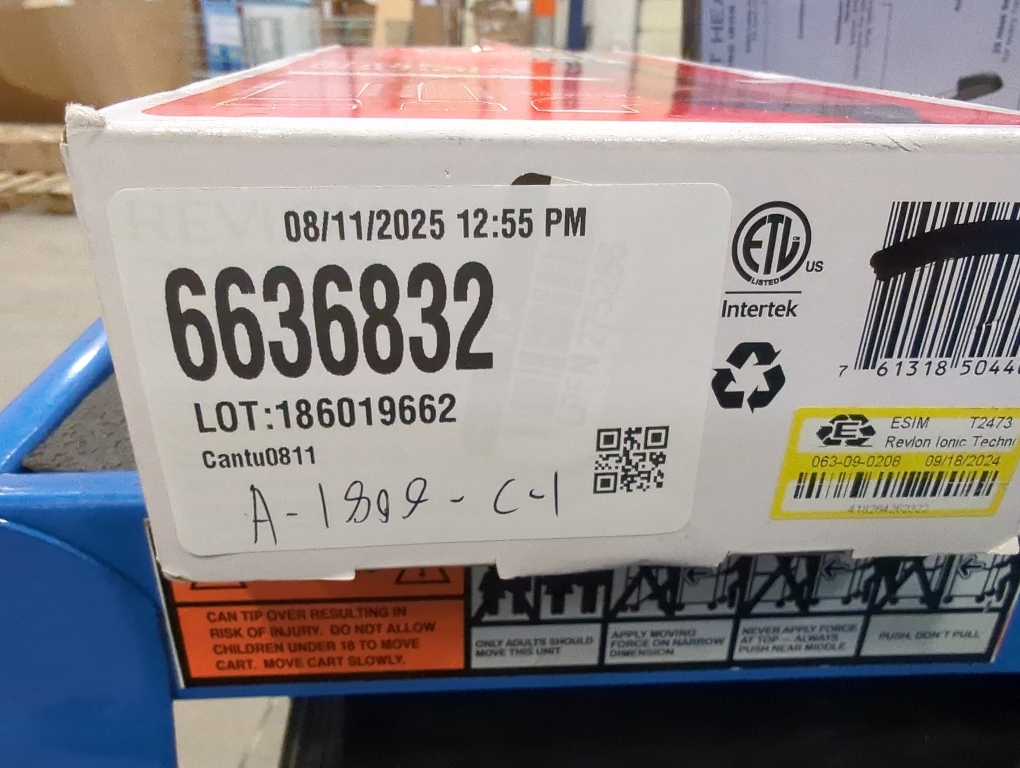 08/11/2025 12:55 PM
6636832
LOT:186019662
Cantu0811
ETL
US
LISTED
Intertek
7 61318 5044
E
ESIM T2473
Revlon Ionic Techn
063-09-0208 09/18/2024
CAN TIP OVER RESULTING IN
RISK OF INJURY. DO NOT ALLOW
CHILDREN UNDER 18 TO MOVE
CART. MOVE CART SLOWLY.
ONLY ADULTS SHOULD
MOVE THIS UNIT
APPLY MOVING
FORCE ON NARROW
DIMENSION
NEVER APPLY FORCE
AT TOP — ALWAYS
PUSH NEAR MIDDLE
PUSH, DON'T PULL